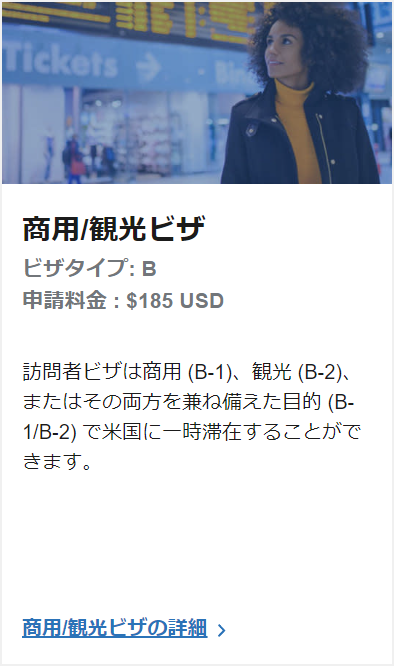 Tickets
商用/観光ビザ
ビザタイプ: B
申請料金 : $185 USD
訪問者ビザは商用 (B-1)、観光 (B-2)、
またはその両方を兼ね備えた目的 (B-
1/B-2) で米国に一時滞在することがで
きます。
商用/観光ビザの詳細